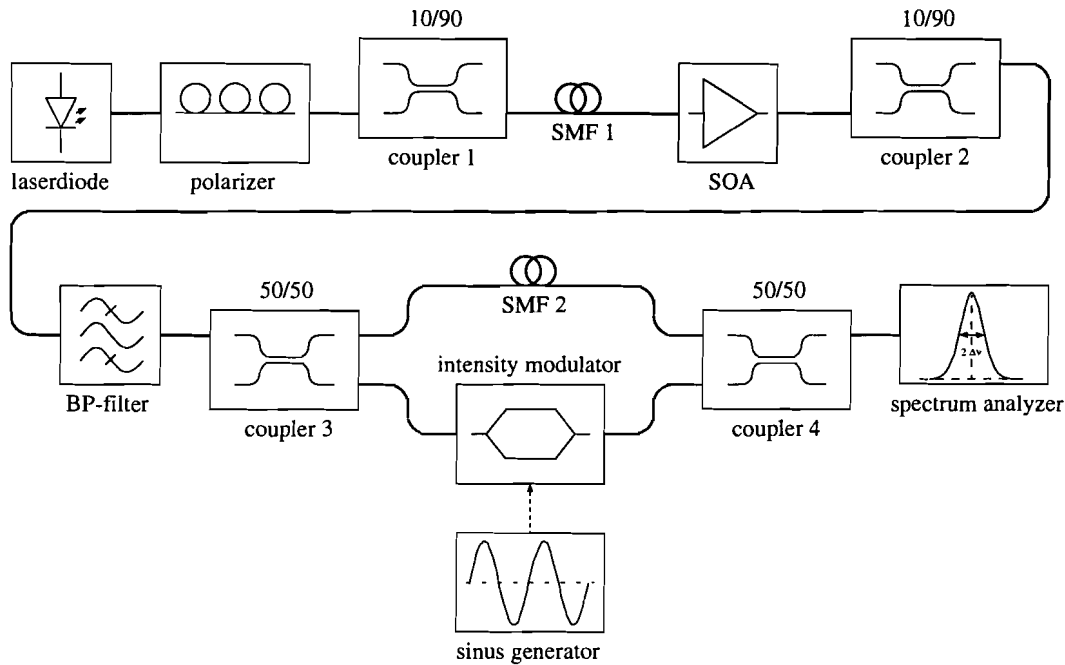 10/90
10/90
laserdiode
polarizer
coupler 1
SMF 1
SOA
coupler 2
50/50
SMF 2
50/50
intensity modulator
2 Δν
BP-filter
coupler 3
coupler 4
spectrum analyzer
sinus generator